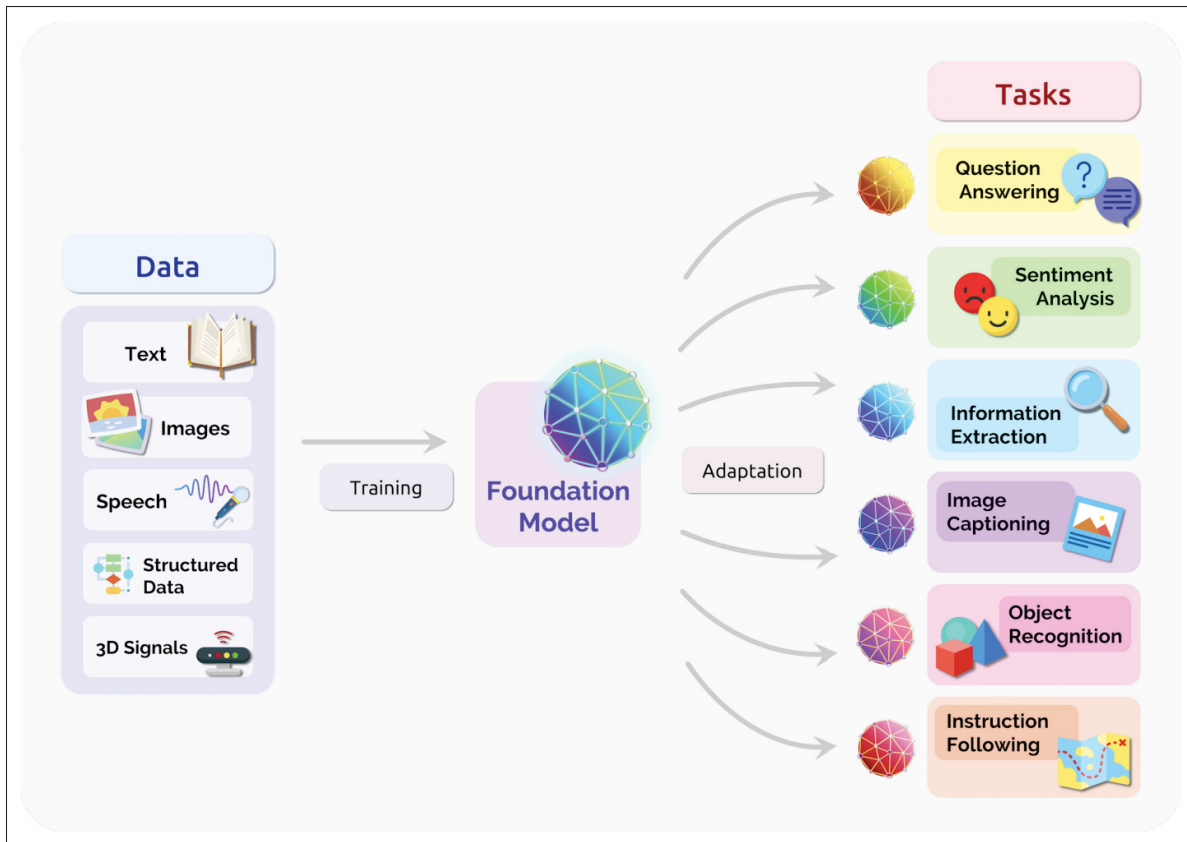 Data
Text
Images
Speech
Structured
Data
3D Signals
Training
Foundation
Model
Adaptation
Tasks
Question
Answering
Sentiment
Analysis
Information
Extraction
Image
Captioning
Object
Recognition
Instruction
Following